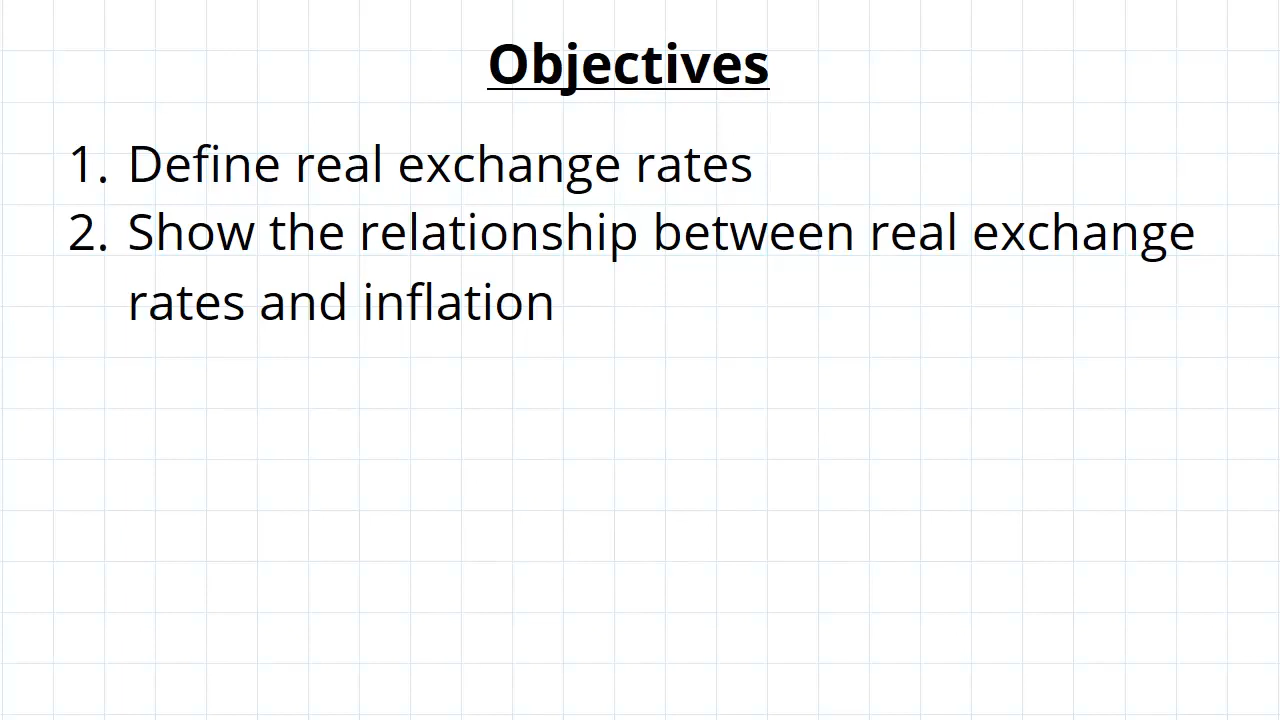 Objectives
1. Define real exchange rates
2. Show the relationship between real exchange
rates and inflation